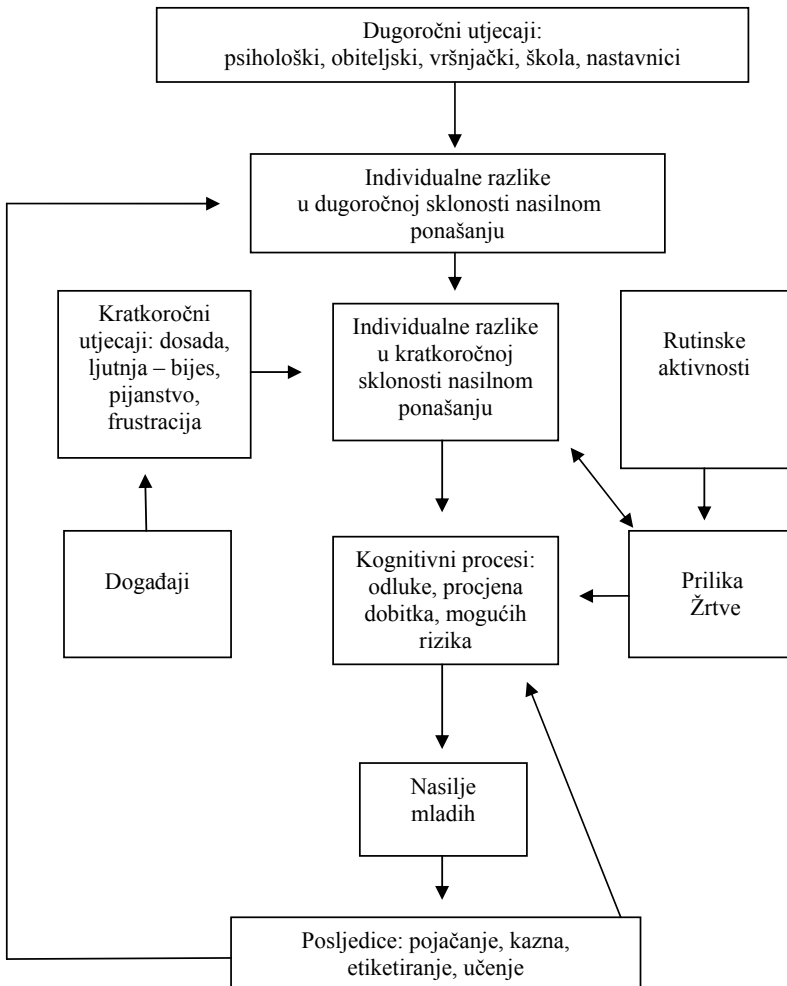 Dugoročni utjecaji:
psihološki, obiteljski, vršnjački, škola, nastavnici
Individualne razlike
u dugoročnoj sklonosti nasilnom
ponašanju
Kratkoročni
utjecaji: dosada,
ljutnja – bijes,
pijanstvo,
frustracija
Individualne razlike
u kratkoročnoj
sklonosti nasilnom
ponašanju
Rutinske
aktivnosti
Događaji
Kognitivni procesi:
odluke, procjena
dobitka, mogućih
rizika
Prilika
Žrtve
Nasilje
mladih
Posljedice: pojačanje, kazna,
etiketiranje, učenje